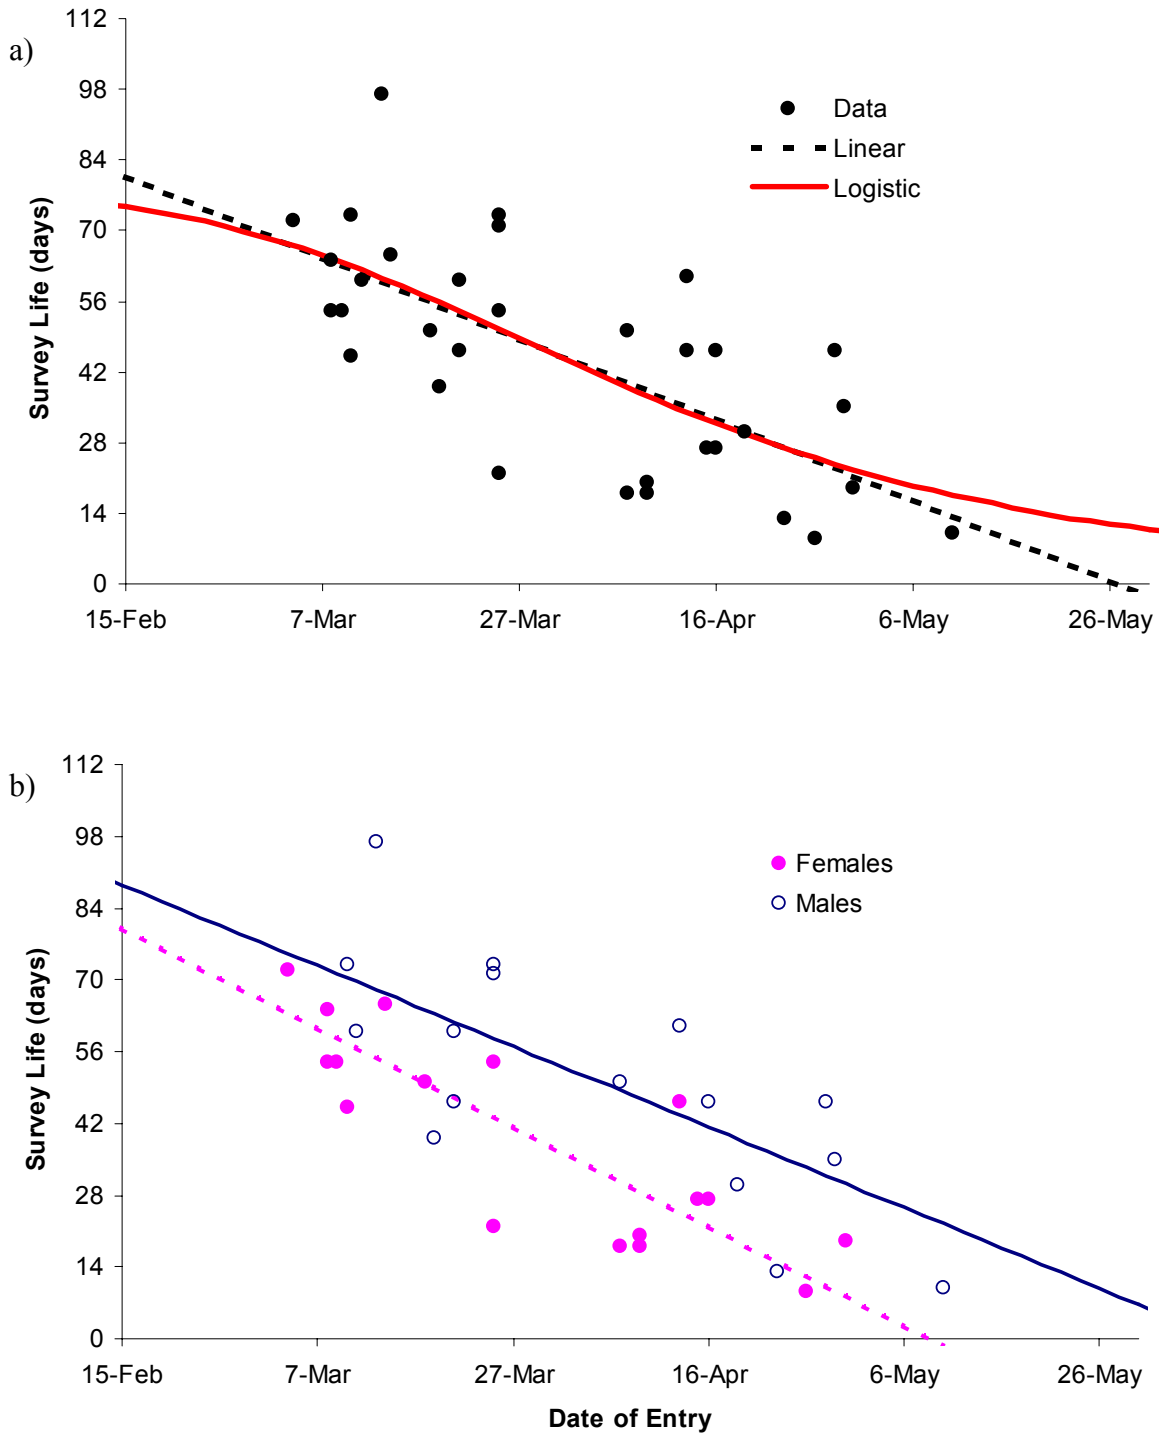 a)
Survey Life (days)
112
98
84
70
56
42
28
14
0
Data
Linear
Logistic
15-Feb 7-Mar 27-Mar 16-Apr 6-May 26-May
b)
Survey Life (days)
112
98
84
70
56
42
28
14
0
Females
Males
15-Feb 7-Mar 27-Mar 16-Apr 6-May 26-May
Date of Entry